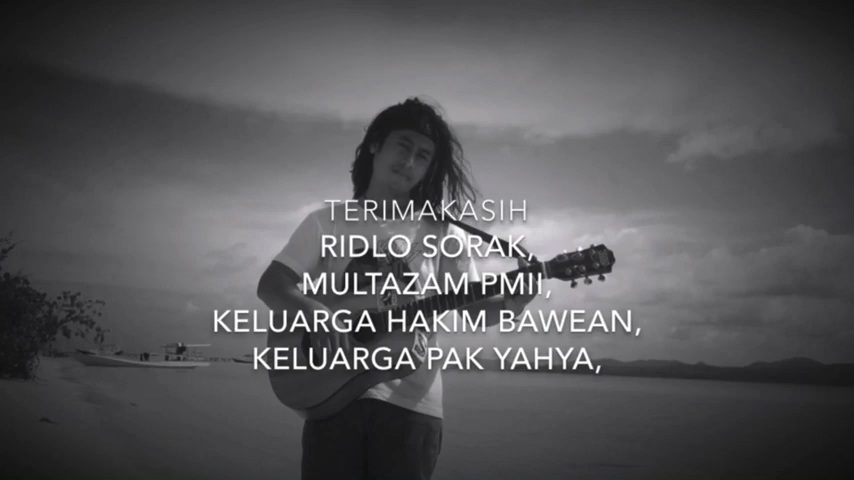 TERIMAKASIH
RIDLO SORAK,
MULTAZAM PMII,
KELUARGA HAKIM BAWEAN,
KELUARGA PAK YAHYA,